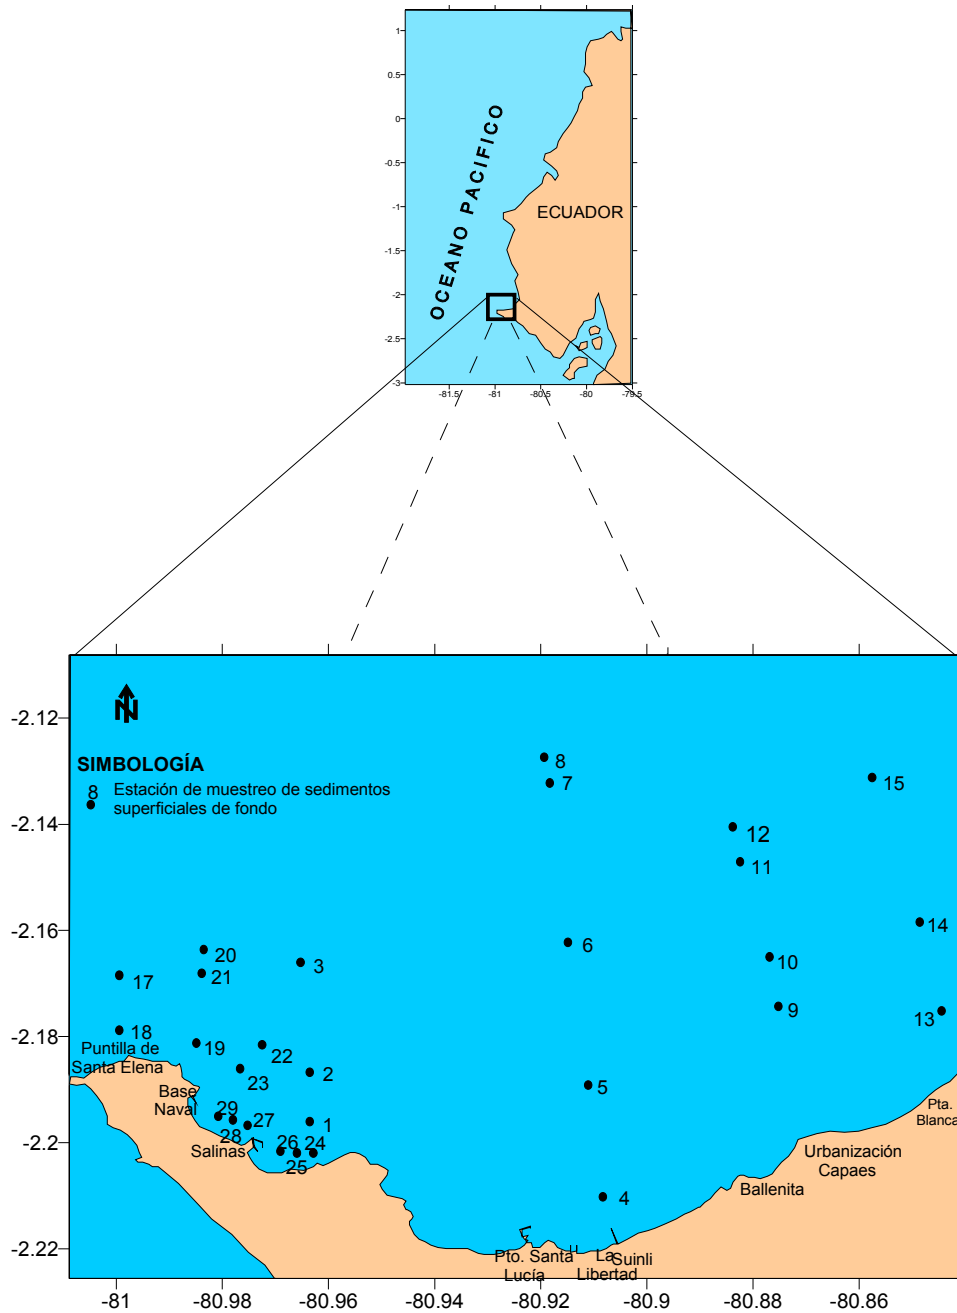 1
0.5
0
-0.5
-1
-1.5
-2
-2.5
-3
-81.5
-81
-80.5
-80
-79.5
OCEANO PACIFICO
ECUADOR
-2.12
-2.14
-2.16
-2.18
-2.2
-2.22
N
SIMBOLOGÍA
8
Estación de muestreo de sedimentos
superficiales de fondo
8
7
15
12
11
14
6
10
20
3
21
17
9
13
18
19
22
2
23
5
Puntilla de
Santa Elena
Base
Naval
29
28
27
1
26
24
25
Salinas
4
Pta.
Blanca
Urbanización
Capaes
Ballenita
Pto. Santa
Lucía
La
Libertad
Suinli
-81
-80.98
-80.96
-80.94
-80.92
-80.9
-80.88
-80.86